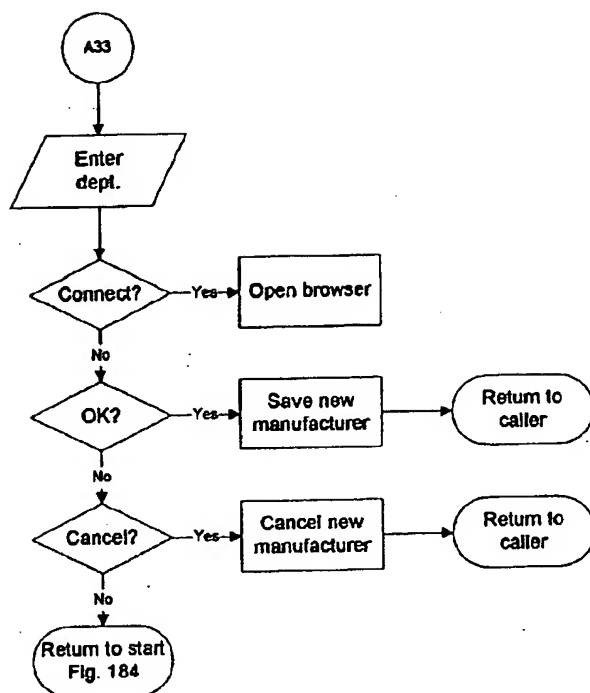 A33
Enter
dept.
Connect?
Yes
Open browser
No
OK?
Yes
Save new
manufacturer
Return to
caller
No
Cancel?
Yes
Cancel new
manufacturer
Return to
caller
No
Return to start
Fig. 184